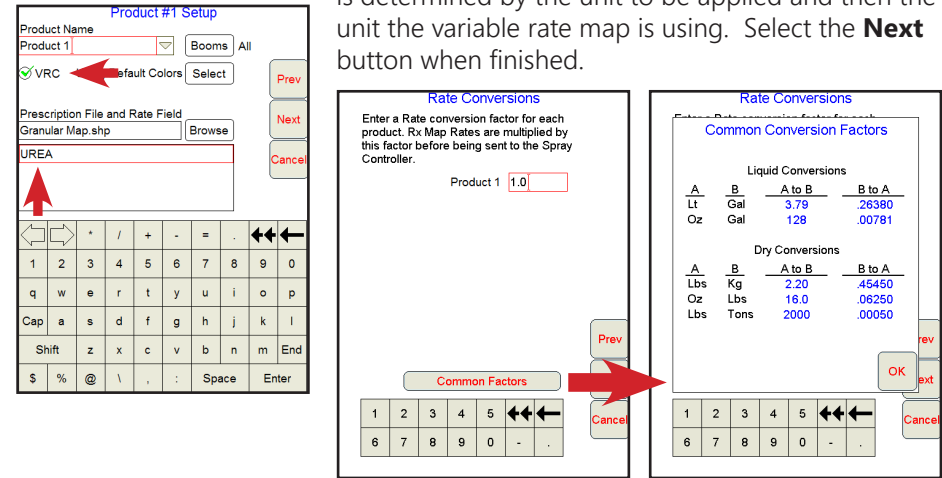 is determined by the unit to be applied and then the
unit the variable rate map is using. Select the Next
button when finished.
Product #1 Setup
Product Name
Product 1 Booms All
VRC efault Colors Select
Prev
Prescription File and Rate Field
Granular Map.shp Browse
Next
UREA
Cancel
* / + - = .
1 2 3 4 5 6 7 8 9 0
q w e r t y u i o p
Cap a s d f g h j k l
Shift z x c v b n m End
$ % @ \ , : Space Enter
Rate Conversions
Enter a Rate conversion factor for each
product. Rx Map Rates are multiplied by
this factor before being sent to the Spray
Controller.
Product 1 1.0
Prev
Common Factors
Cancel
1 2 3 4 5
6 7 8 9 0 - .
Rate Conversions
Common Conversion Factors
Liquid Conversions
A B A to B B to A
Lt Gal 3.79 .26380
Oz Gal 128 .00781
Dry Conversions
A B A to B B to A
Lbs Kg 2.20 .45450
Oz Lbs 16.0 .06250
Lbs Tons 2000 .00050
rev
OK
ext
Cancel
1 2 3 4 5
6 7 8 9 0 - .